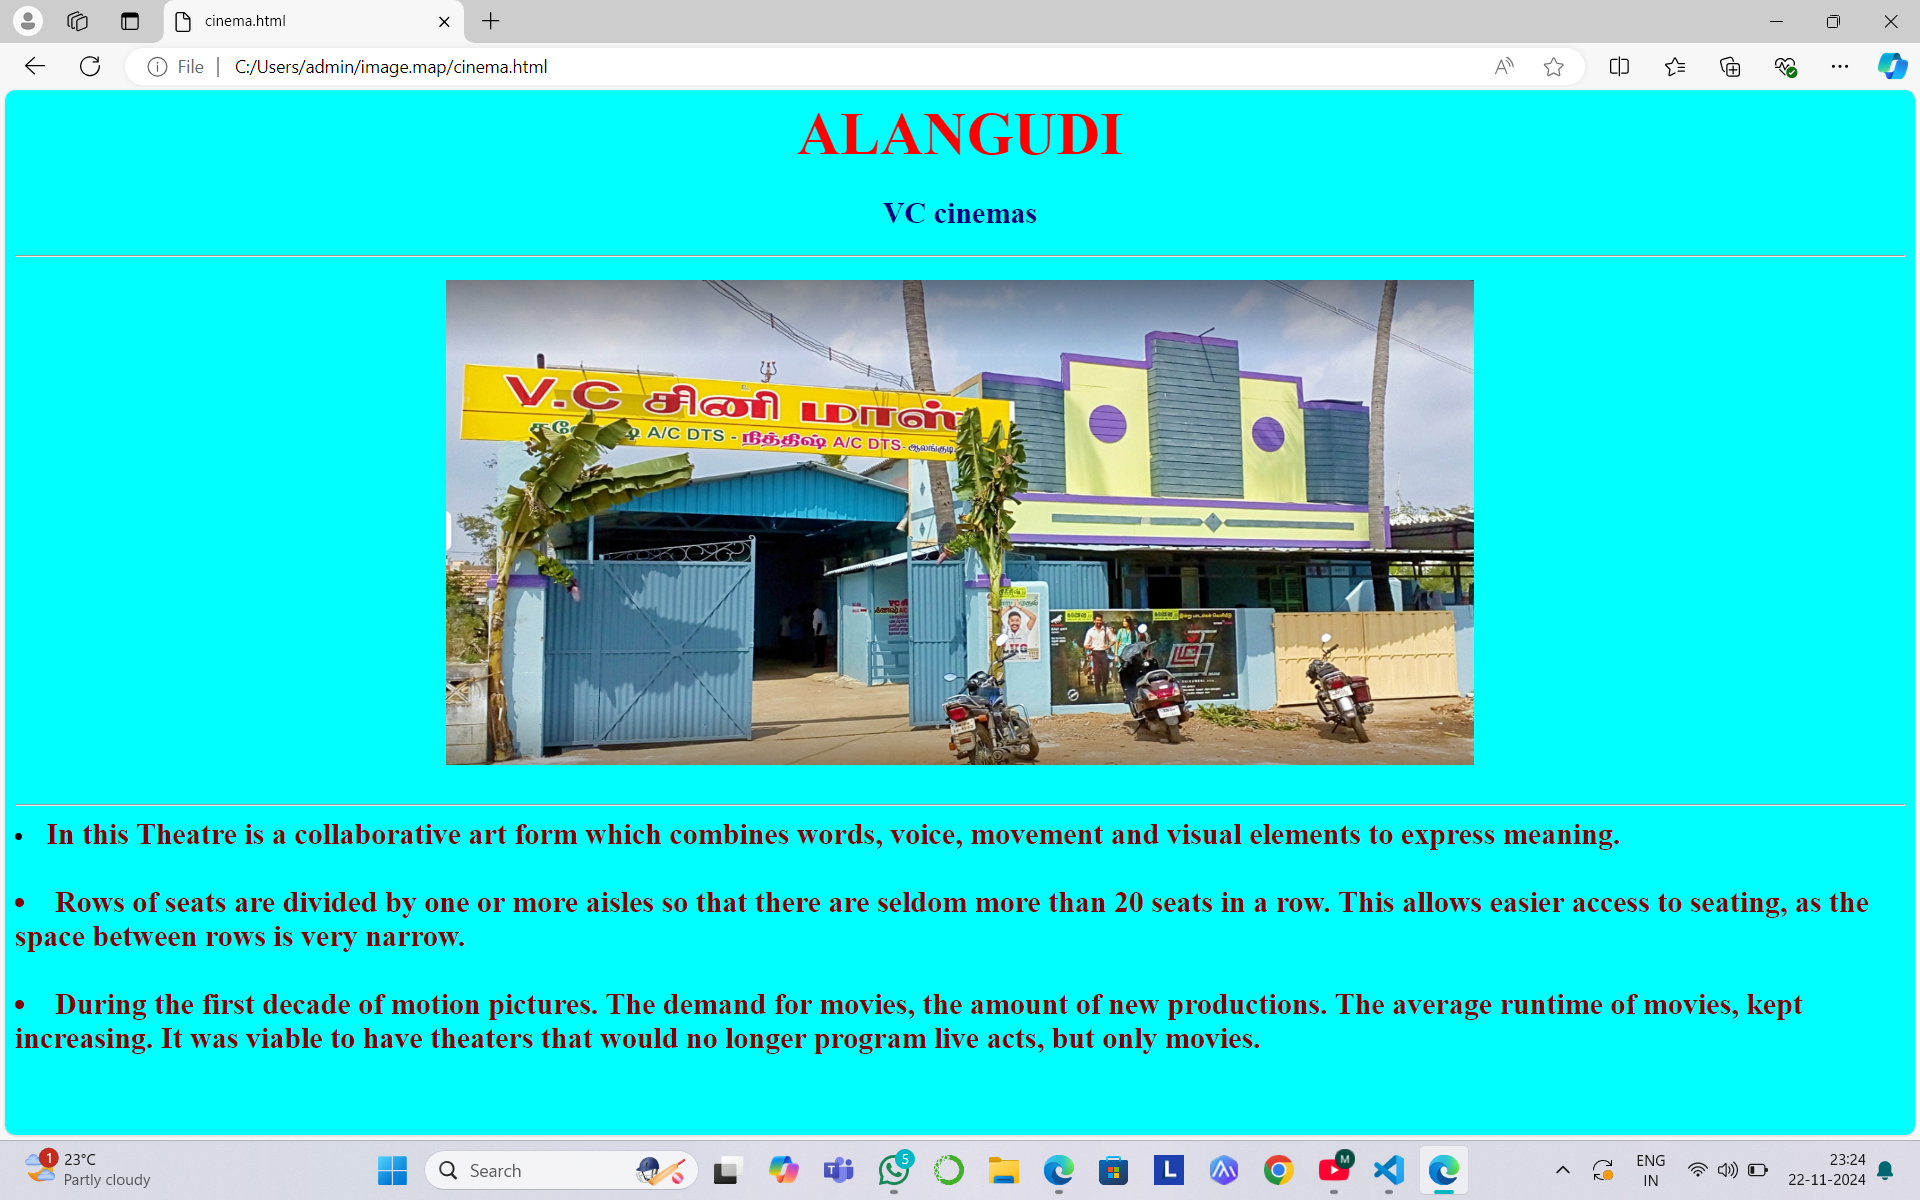 cinema.html
File
C:/Users/admin/image.map/cinema.html
ALANGUDI
VC cinemas
V.C சினி மாஸ்
A/C DTS - நித்திஷ் A/C DTS- ஆலங்குடி
VC
LKG
• In this Theatre is a collaborative art form which combines words, voice, movement and visual elements to express meaning.
• Rows of seats are divided by one or more aisles so that there are seldom more than 20 seats in a row. This allows easier access to seating, as the
space between rows is very narrow.
• During the first decade of motion pictures. The demand for movies, the amount of new productions. The average runtime of movies, kept
increasing. It was viable to have theaters that would no longer program live acts, but only movies.
1
23°C
Partly cloudy
Search
5
L
M
ENG
IN
23:24
22-11-2024